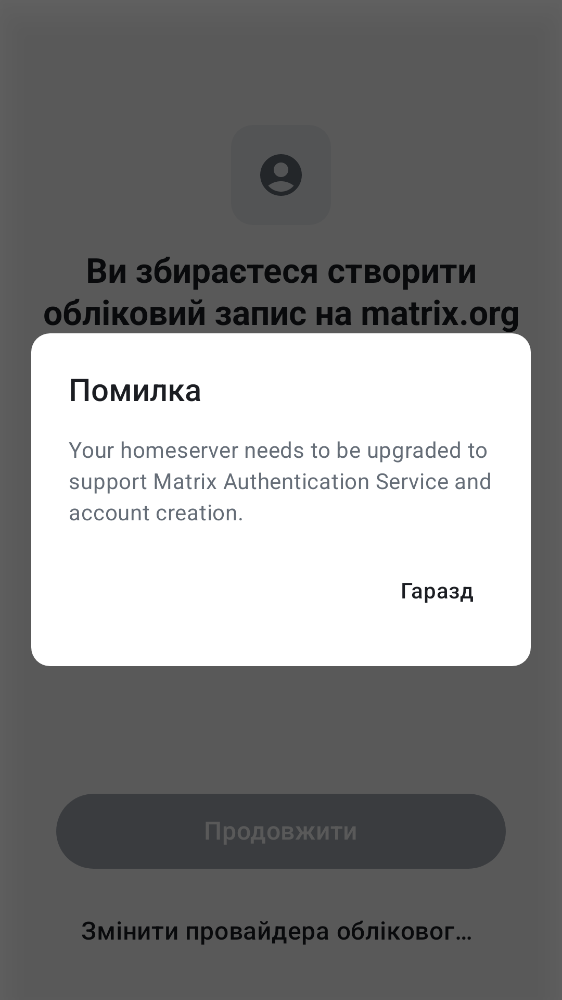 Ви збираєтеся створити
обліковий запис на matrix.org
Помилка
Your homeserver needs to be upgraded to
support Matrix Authentication Service and
account creation.
Гаразд
Продовжити
Змінити провайдера обліковог…